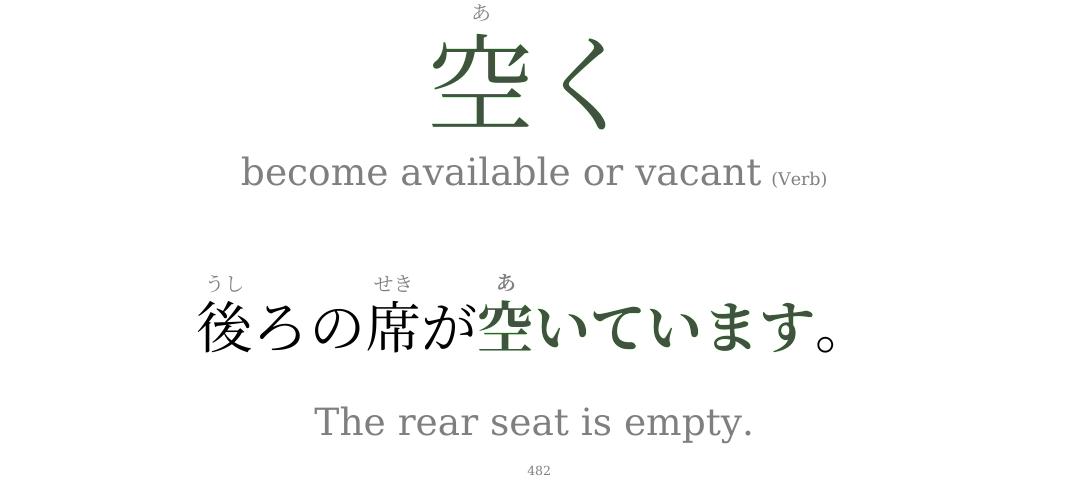 あ
空く
become available or vacant (Verb)
うし せき あ
後ろの席が空いています。
The rear seat is empty.
482